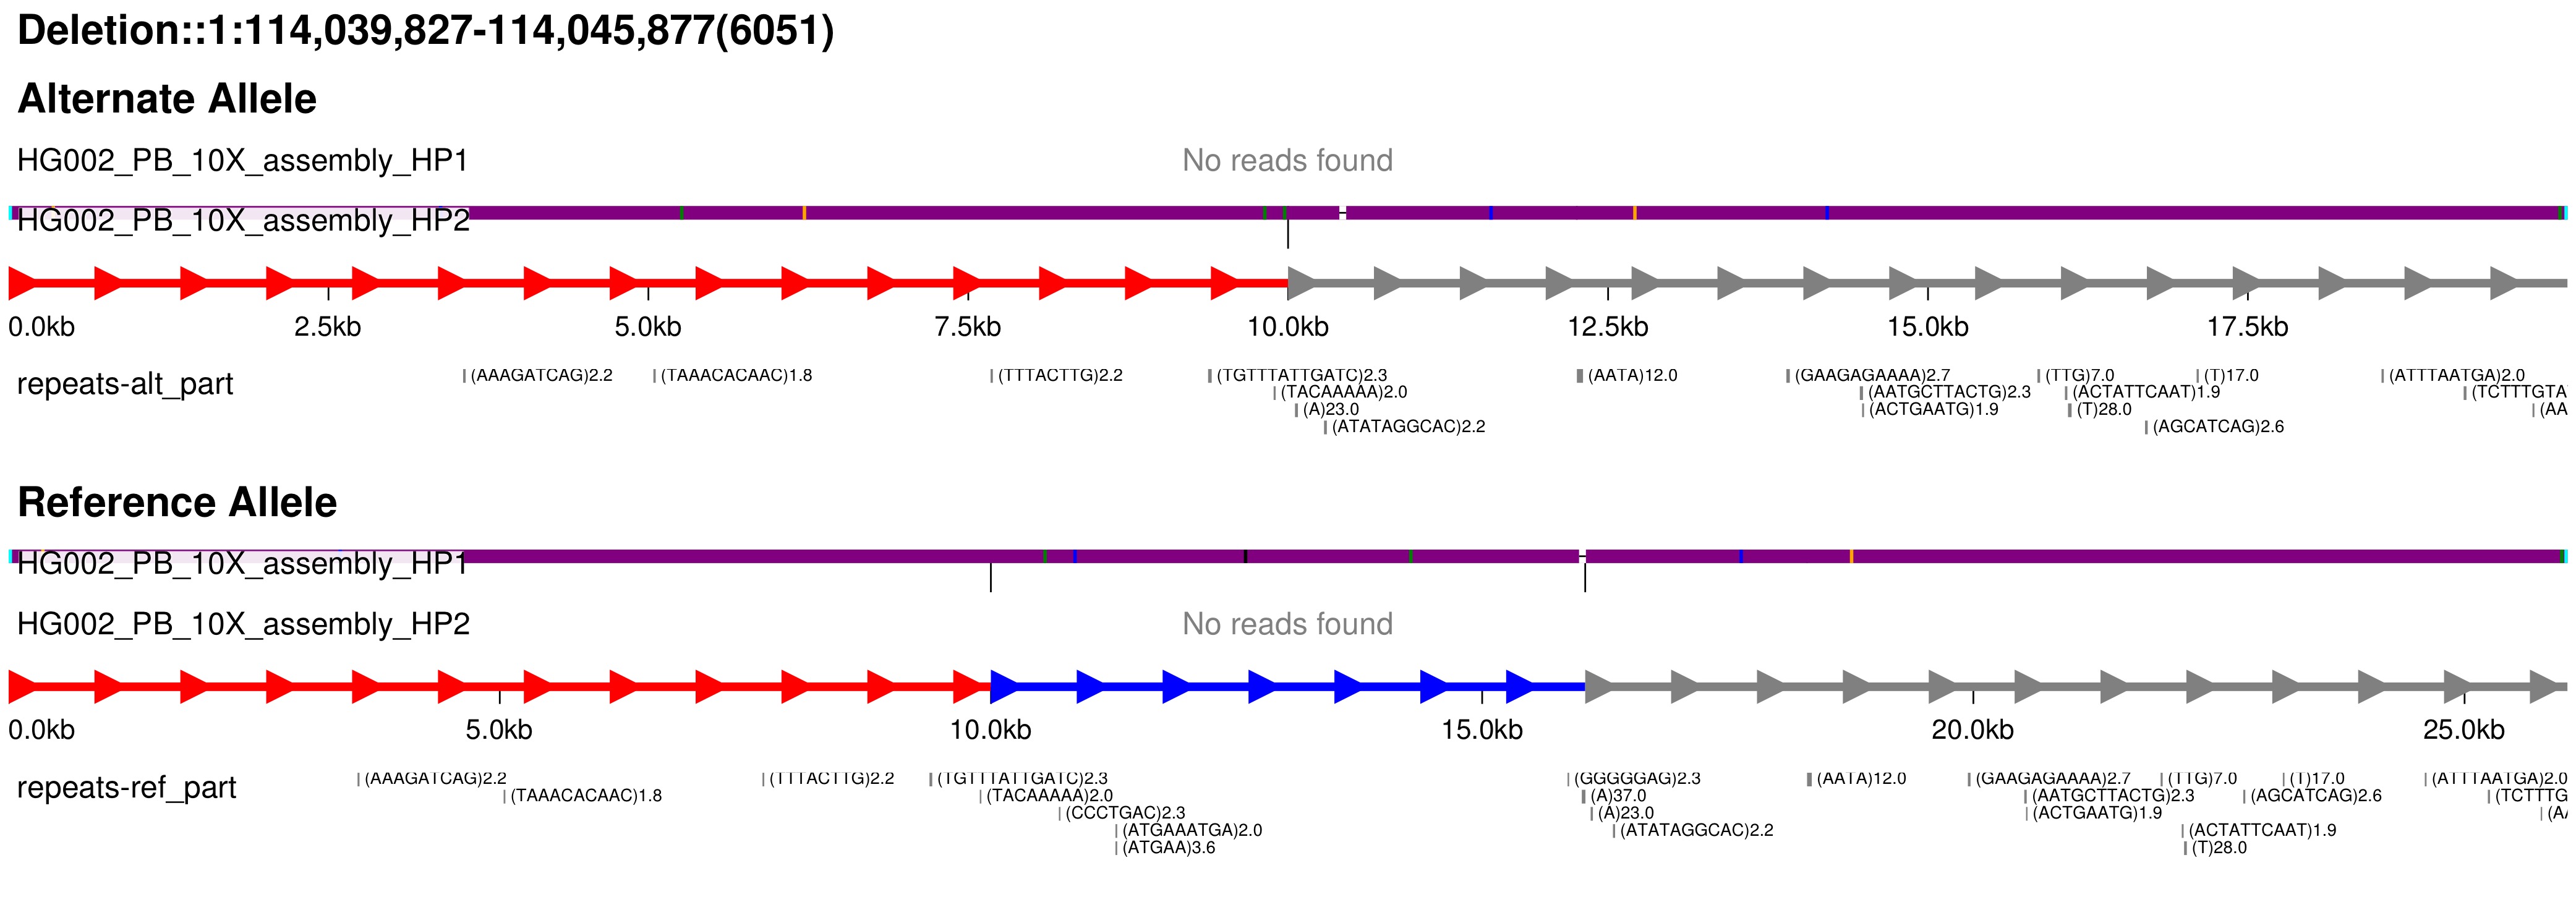 Deletion::1:114,039,827-114,045,877(6051)
Alternate Allele
HG002_PB_10X_assembly_HP1
No reads found
HG002_PB_10X_assembly_HP2
0.0kb 2.5kb 5.0kb 7.5kb 10.0kb 12.5kb 15.0kb 17.5kb
repeats-alt_part
(AAAGATCAG)2.2 (TAAACACAAC)1.8 (TTTACTTG)2.2 (TGTTTATTGATC)2.3 (AATA)12.0 (GAAGAGAAAA)2.7 (TTG)7.0 (T)17.0 (ATTTAATGA)2.0
(TACAAAAA)2.0 (AATGCTTACTG)2.3 (ACTATTCAAT)1.9 (TCTTTGTA
(A)23.0 (ACTGAATG)1.9 (T)28.0 (AA
(ATATAGGCAC)2.2 (AGCATCAG)2.6
Reference Allele
HG002_PB_10X_assembly_HP1
HG002_PB_10X_assembly_HP2
No reads found
0.0kb 5.0kb 10.0kb 15.0kb 20.0kb 25.0kb
repeats-ref_part
(AAAGATCAG)2.2 (TTTACTTG)2.2 (TGTTTATTGATC)2.3 (GGGGGAG)2.3 (AATA)12.0 (GAAGAGAAAA)2.7 (TTG)7.0 (T)17.0 (ATTTAATGA)2.0
(TAAACACAAC)1.8 (TACAAAAA)2.0 (A)37.0 (AATGCTTACTG)2.3 (AGCATCAG)2.6 (TCTTTG
(CCCTGAC)2.3 (A)23.0 (ACTGAATG)1.9 (A
(ATGAAATGA)2.0 (ATATAGGCAC)2.2 (ACTATTCAAT)1.9
(ATGAA)3.6 (T)28.0